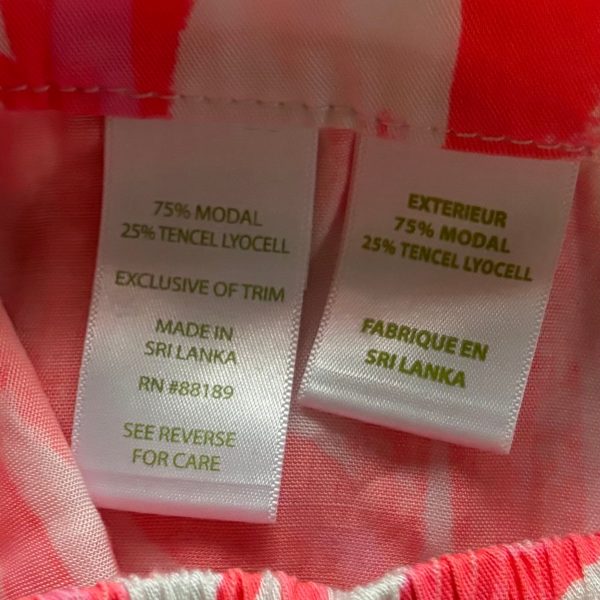 75% MODAL
25% TENCEL LYOCELL
EXCLUSIVE OF TRIM
MADE IN
SRI LANKA
RN #88189
SEE REVERSE
FOR CARE
EXTERIEUR
75% MODAL
25% TENCEL LYOCELL
FABRIQUE EN
SRI LANKA